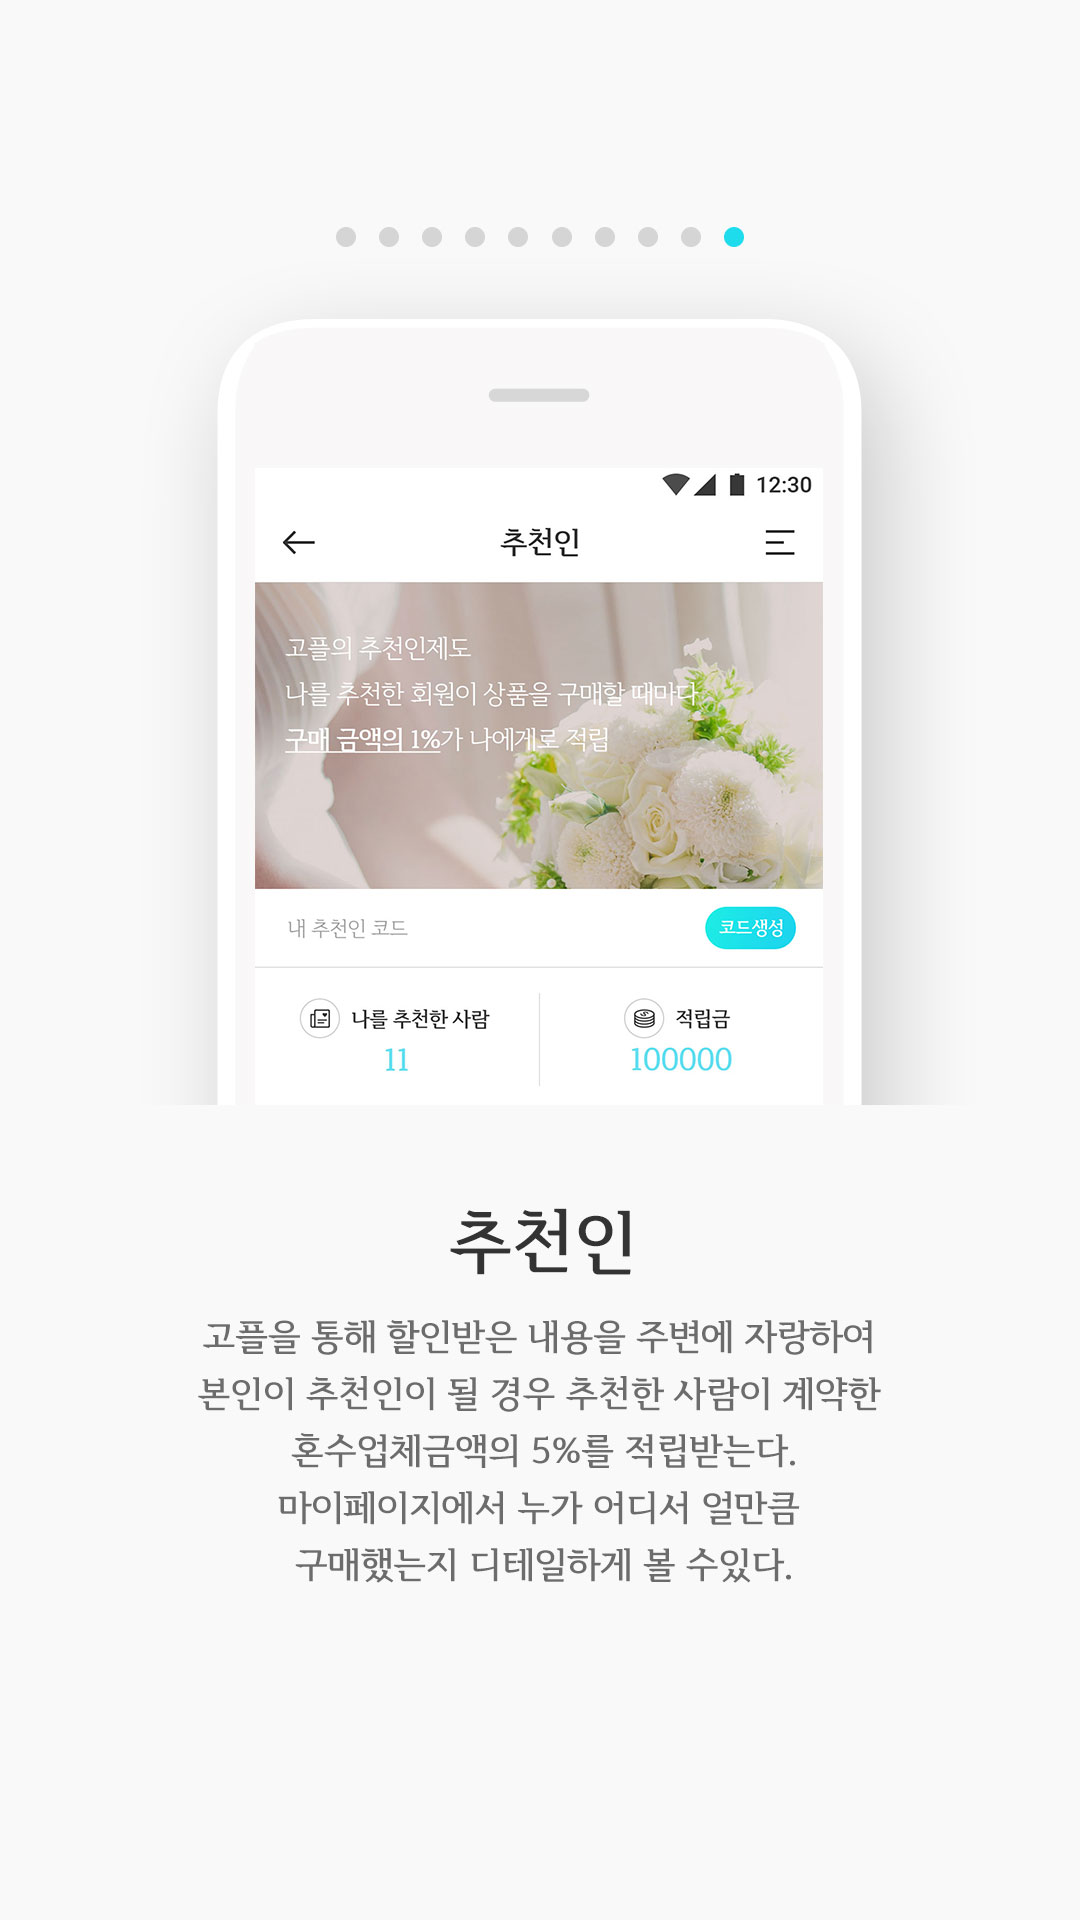 12:30
추천인
고플의 추천인제도
나를 추천한 회원이 상품을 구매할 때마다
구매 금액의 1%가 나에게로 적립
내 추천인 코드
코드생성
나를 추천한 사람
적립금
11
100000
추천인
고플을 통해 할인받은 내용을 주변에 자랑하여
본인이 추천인이 될 경우 추천한 사람이 계약한
혼수업체금액의 5%를 적립받는다.
마이페이지에서 누가 어디서 얼만큼
구매했는지 디테일하게 볼 수있다.